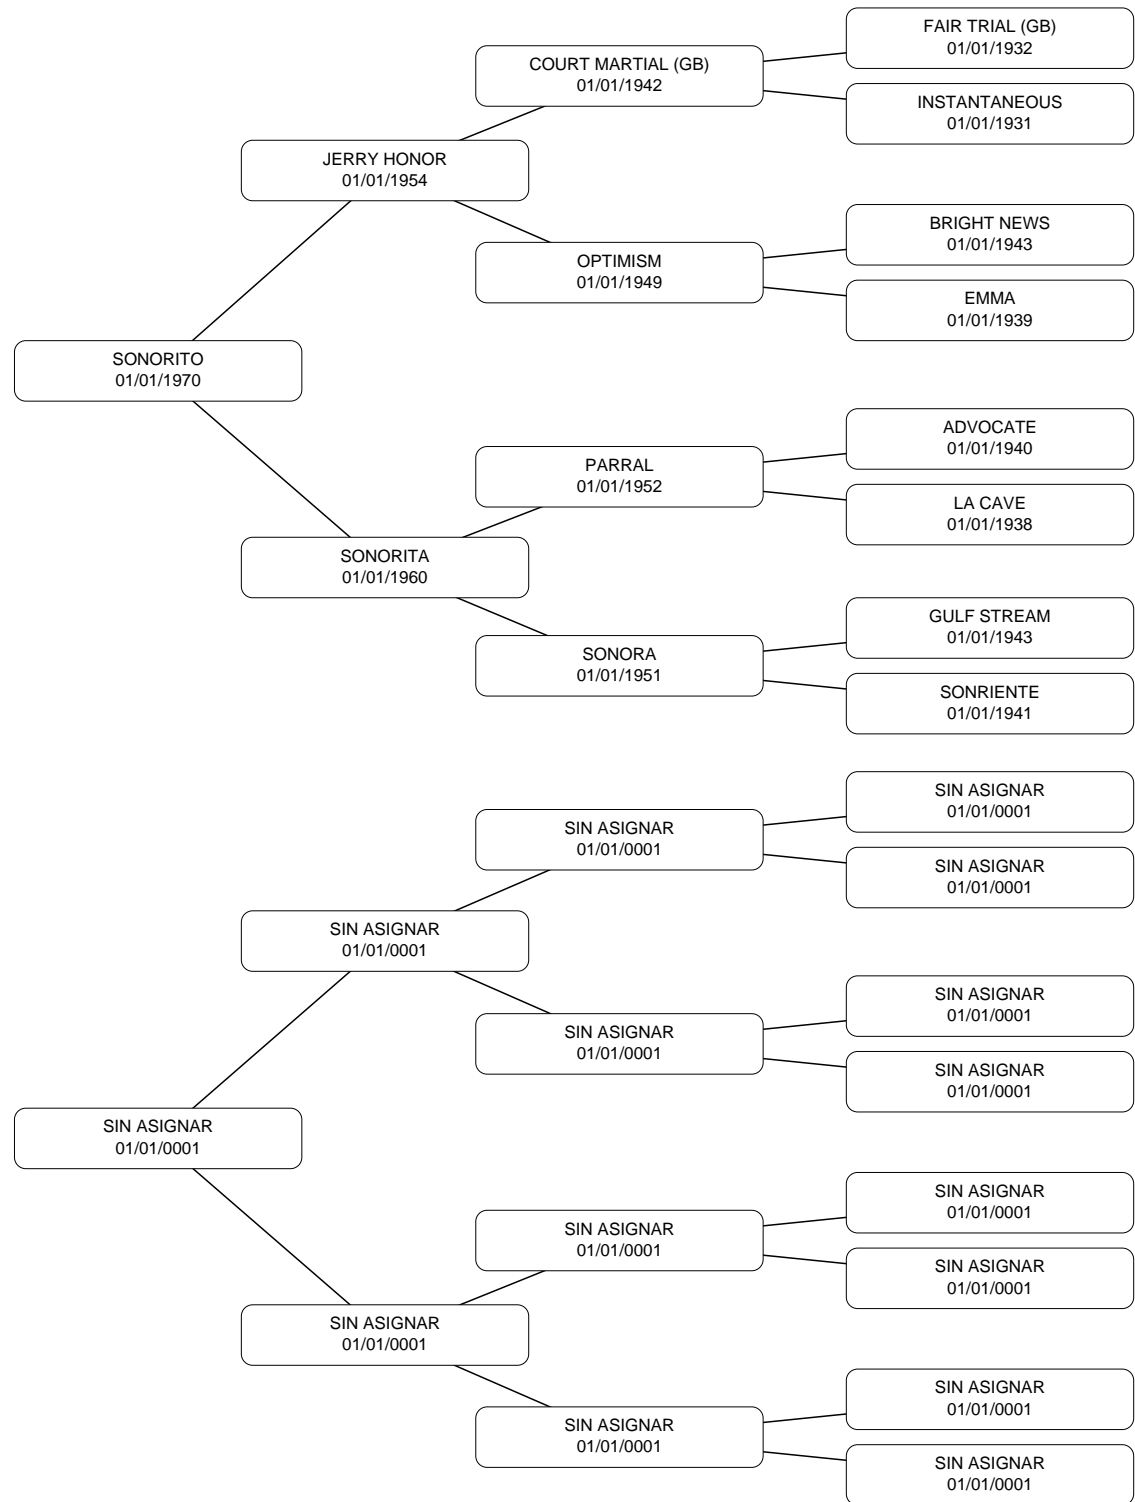 FAIR TRIAL (GB)
01/01/1932
COURT MARTIAL (GB)
01/01/1942
INSTANTANEOUS
01/01/1931
JERRY HONOR
01/01/1954
BRIGHT NEWS
01/01/1943
OPTIMISM
01/01/1949
EMMA
01/01/1939
SONORITO
01/01/1970
ADVOCATE
01/01/1940
PARRAL
01/01/1952
LA CAVE
01/01/1938
SONORITA
01/01/1960
GULF STREAM
01/01/1943
SONORA
01/01/1951
SONRIENTE
01/01/1941
SIN ASIGNAR
01/01/0001
SIN ASIGNAR
01/01/0001
SIN ASIGNAR
01/01/0001
SIN ASIGNAR
01/01/0001
SIN ASIGNAR
01/01/0001
SIN ASIGNAR
01/01/0001
SIN ASIGNAR
01/01/0001
SIN ASIGNAR
01/01/0001
SIN ASIGNAR
01/01/0001
SIN ASIGNAR
01/01/0001
SIN ASIGNAR
01/01/0001
SIN ASIGNAR
01/01/0001
SIN ASIGNAR
01/01/0001
SIN ASIGNAR
01/01/0001
SIN ASIGNAR
01/01/0001